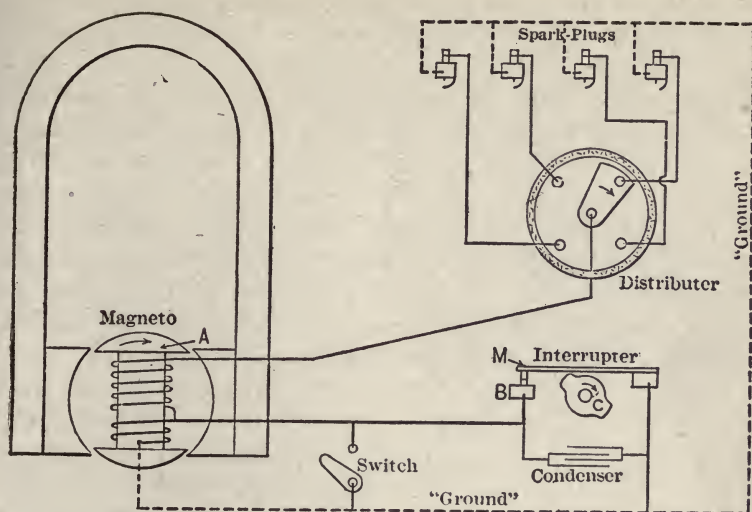 Spark-Plugs
"Ground"
Distributer
Magneto
A
M
Interrupter
B
C
Switch
Condenser
"Ground"